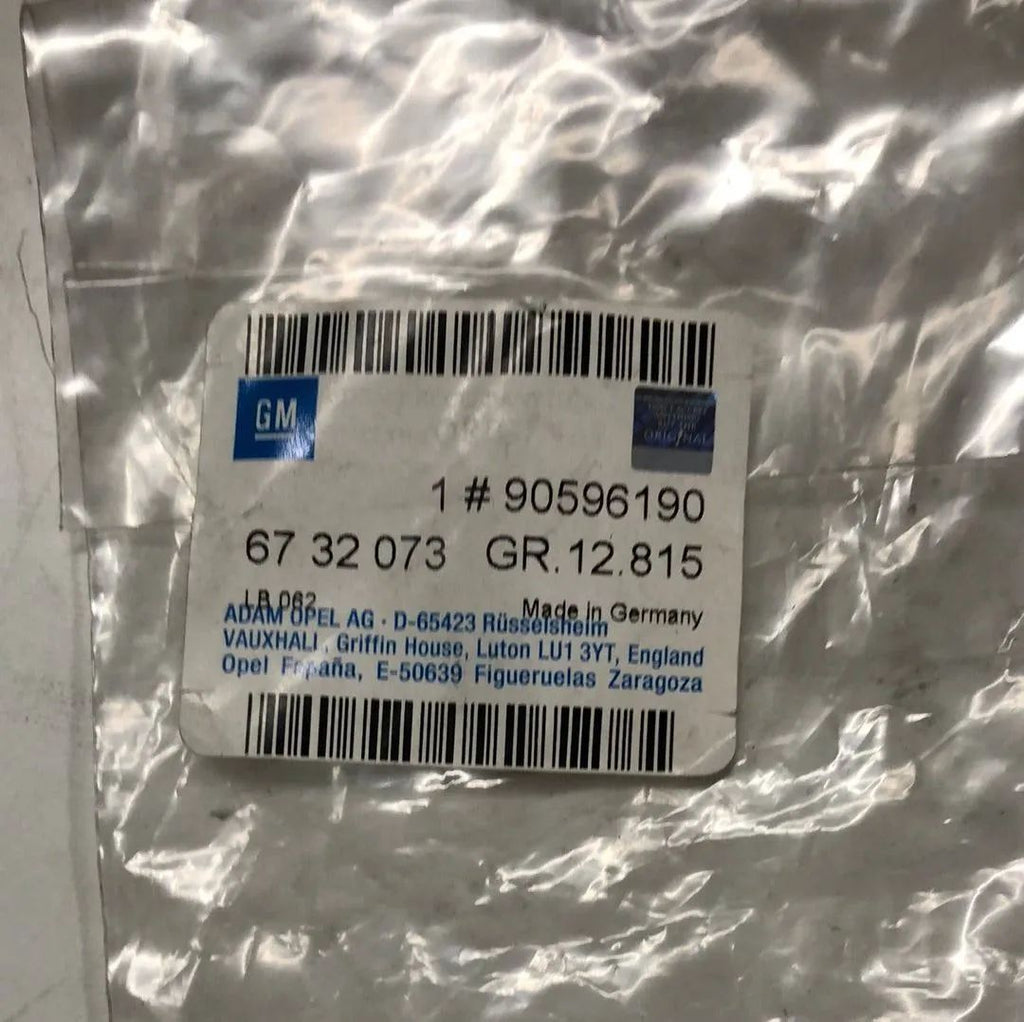 GM
ORIGINAL
1 # 90596190
67 32 073 GR.12.815
LB 062 Made in Germany
ADAM OPEL AG · D-65423 Rüsselsheim
VAUXHALL, Griffin House, Luton LU1 3YT, England
Opel España, E-50639 Figueruelas Zaragoza